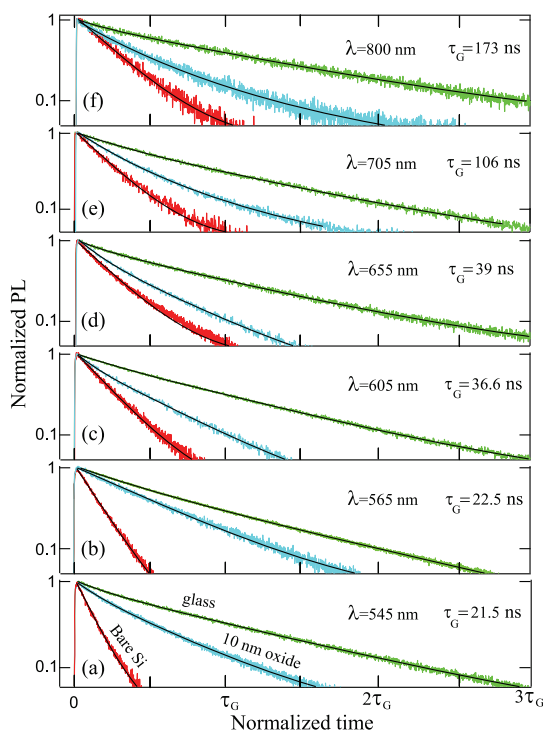 1
0.1
(f)
λ=800 nm τG=173 ns
1
0.1
(e)
λ=705 nm τG=106 ns
1
0.1
(d)
λ=655 nm τG=39 ns
1
0.1
(c)
λ=605 nm τG=36.6 ns
1
0.1
(b)
λ=565 nm τG=22.5 ns
1
0.1
(a)
λ=545 nm τG=21.5 ns
glass
10 nm oxide
Bare Si
Normalized PL
0 τG 2τG 3τG
Normalized time